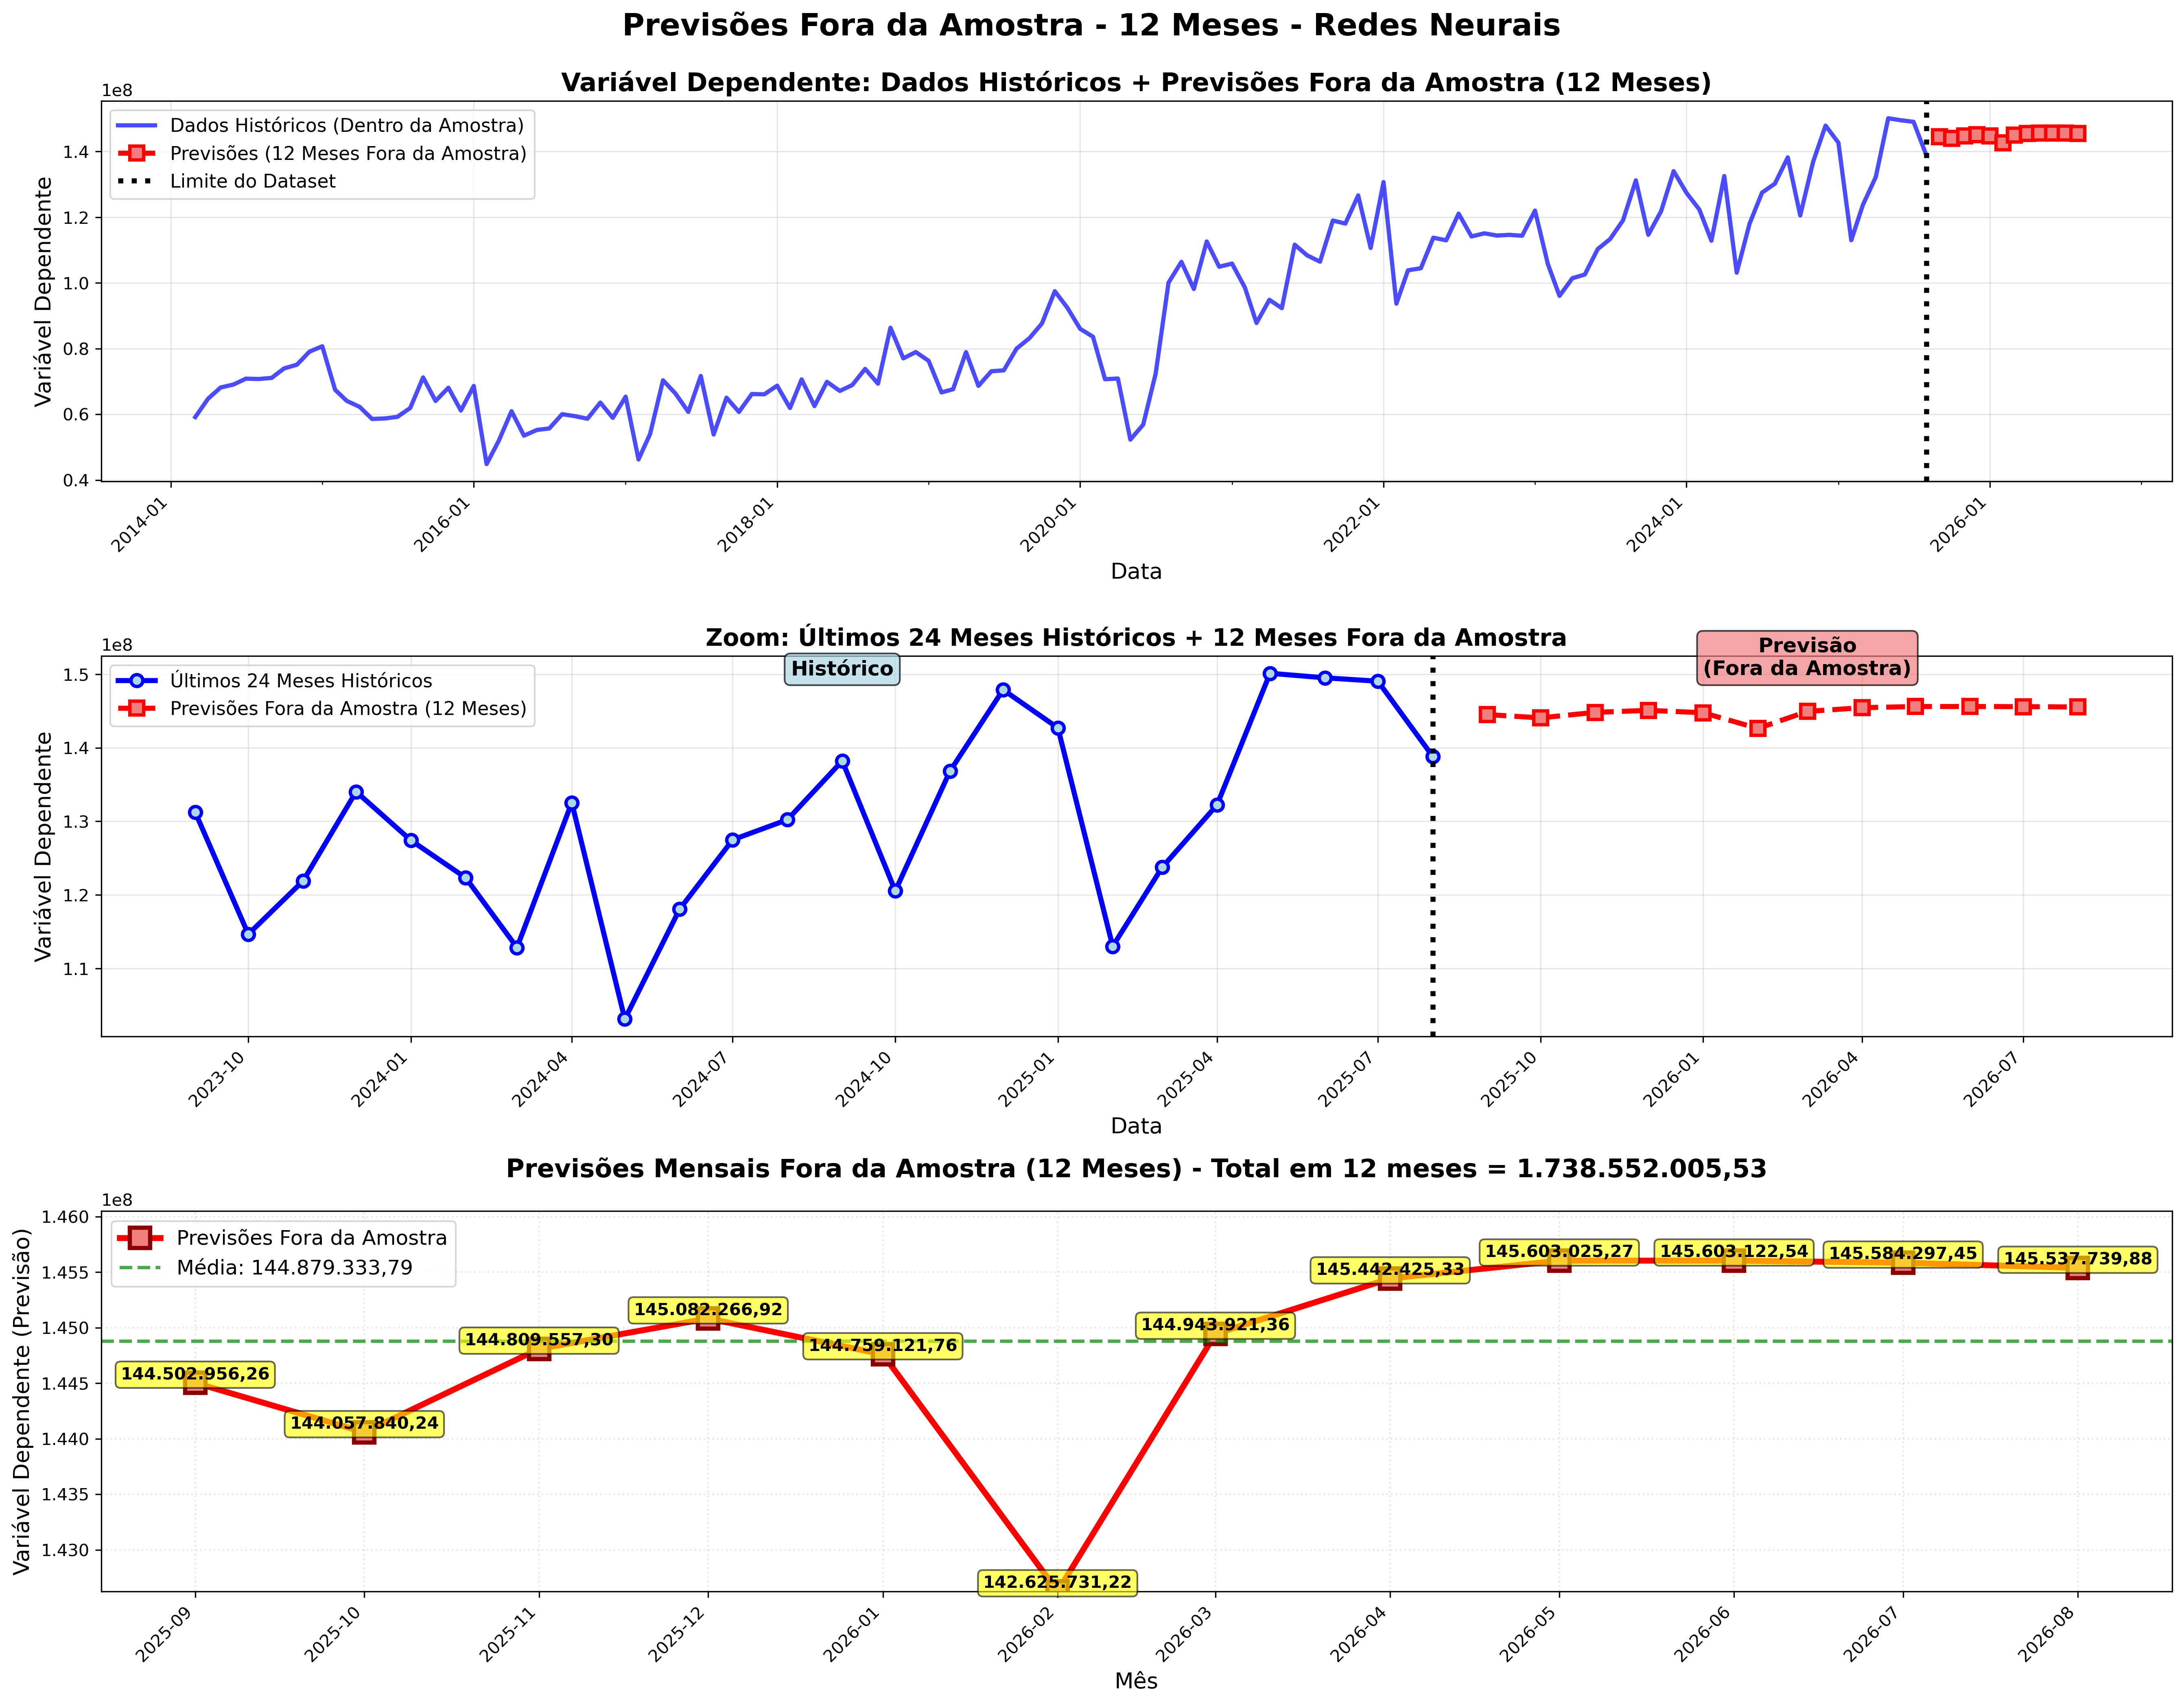 Previsões Fora da Amostra - 12 Meses - Redes Neurais
Variável Dependente: Dados Históricos + Previsões Fora da Amostra (12 Meses)
1e8
Dados Históricos (Dentro da Amostra)
Previsões (12 Meses Fora da Amostra)
Limite do Dataset
Variável Dependente
1.4
1.2
1.0
0.8
0.6
0.4
2014-01
2016-01
2018-01
2020-01
2022-01
2024-01
2026-01
Data
Zoom: Últimos 24 Meses Históricos + 12 Meses Fora da Amostra
1e8
Últimos 24 Meses Históricos
Previsões Fora da Amostra (12 Meses)
Histórico
Previsão
(Fora da Amostra)
Variável Dependente
1.5
1.4
1.3
1.2
1.1
2023-10
2024-01
2024-04
2024-07
2024-10
2025-01
2025-04
2025-07
2025-10
2026-01
2026-04
2026-07
Data
Previsões Mensais Fora da Amostra (12 Meses) - Total em 12 meses = 1.738.552.005,53
1e8
Previsões Fora da Amostra
Média: 144.879.333,79
Variável Dependente (Previsão)
1.460
1.455
1.450
1.445
1.440
1.435
1.430
144.502.956,26
144.057.840,24
144.809.557,30
145.082.266,92
144.759.121,76
142.625.731,22
144.943.921,36
145.442.425,33
145.603.025,27
145.603.122,54
145.584.297,45
145.537.739,88
2025-09
2025-10
2025-11
2025-12
2026-01
2026-02
2026-03
2026-04
2026-05
2026-06
2026-07
2026-08
Mês